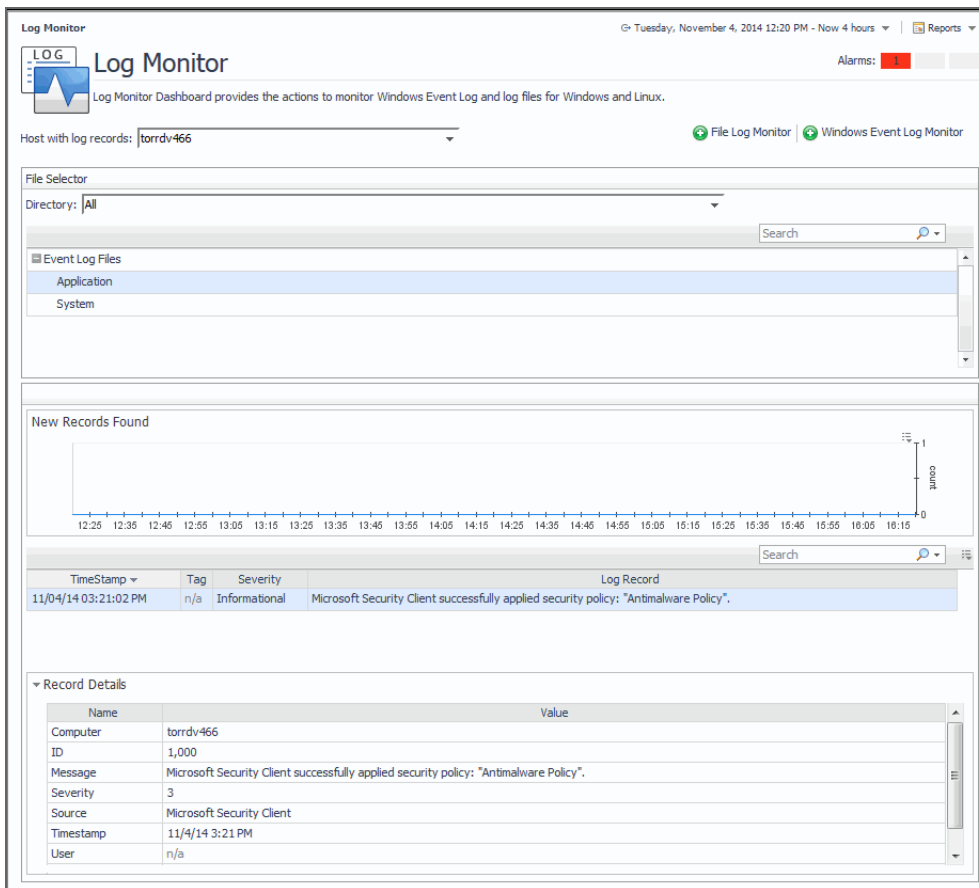 Log Monitor
Tuesday, November 4, 2014 12:20 PM - Now 4 hours
Reports
LOG
Log Monitor
Alarms: 1
Log Monitor Dashboard provides the actions to monitor Windows Event Log and log files for Windows and Linux.
Host with log records: torrdv466
File Log Monitor
Windows Event Log Monitor
File Selector
Directory: All
Search
Event Log Files
Application
System
New Records Found
1
count
0
12:25 12:35 12:45 12:55 13:05 13:15 13:25 13:35 13:45 13:55 14:05 14:15 14:25 14:35 14:45 14:55 15:05 15:15 15:25 15:35 15:45 15:55 16:05 16:15
Search
TimeStamp Tag Severity Log Record
11/04/14 03:21:02 PM n/a Informational Microsoft Security Client successfully applied security policy: "Antimalware Policy".
Record Details
Name Value
Computer torrdv466
ID 1,000
Message Microsoft Security Client successfully applied security policy: "Antimalware Policy".
Severity 3
Source Microsoft Security Client
Timestamp 11/4/14 3:21 PM
User n/a